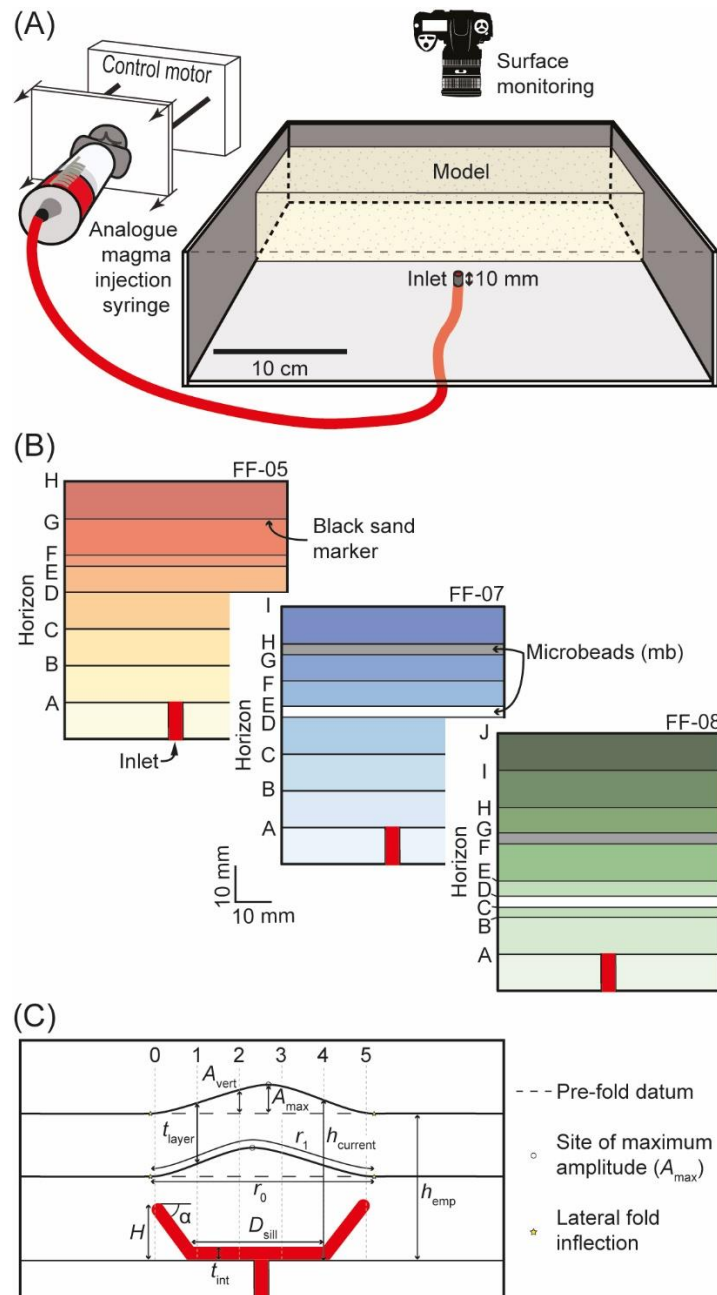 (A)
Control motor
Surface
monitoring
Model
Analogue
magma
injection
syringe
Inlet
10 mm
10 cm
(B)
FF-05
H
G
F
E
D
C
B
A
Horizon
Black sand
marker
Inlet
FF-07
I
H
G
F
E
D
C
B
A
Horizon
Microbeads (mb)
10 mm
10 mm
FF-08
J
I
H
G
F
E
D
C
B
A
Horizon
(C)
0 1 2 3 4 5
A_vert
A_max
t_layer
r_1
h_current
r_0
h_emp
H
α
D_sill
t_int
Pre-fold datum
Site of maximum
amplitude (A_max)
Lateral fold
inflection